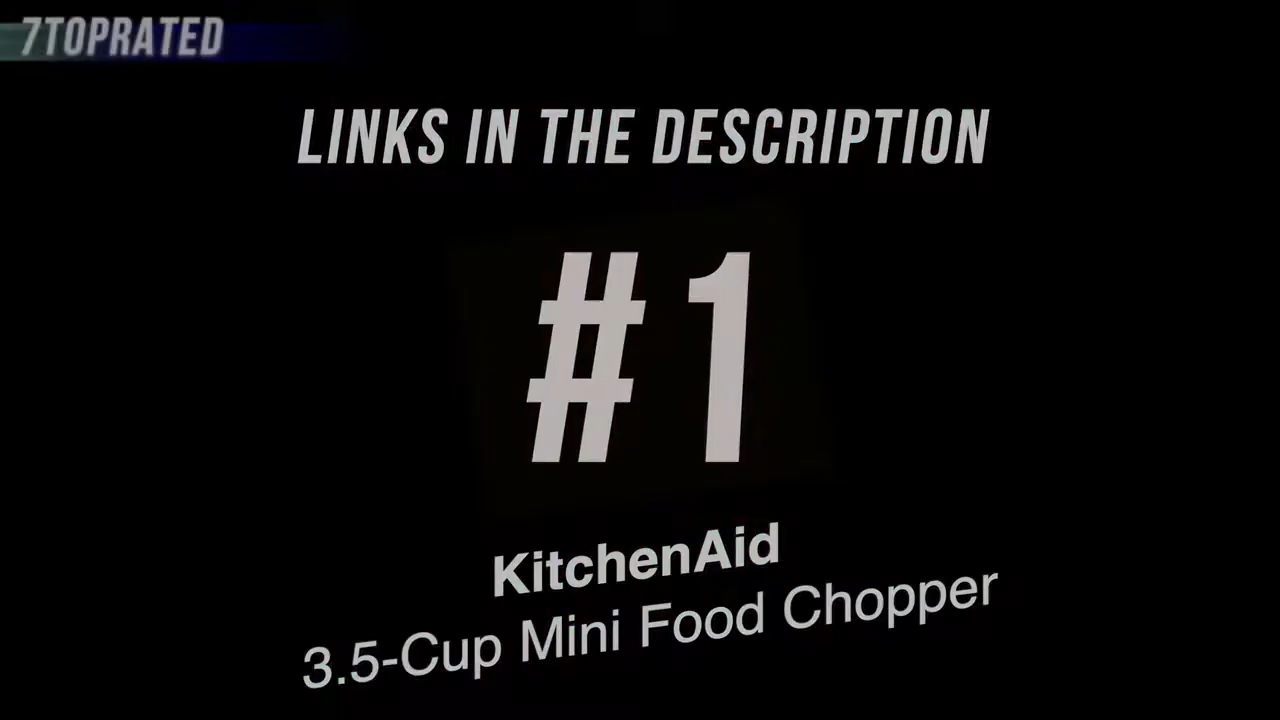 7TOPRATED
LINKS IN THE DESCRIPTION
#1
KitchenAid
3.5-Cup Mini Food Chopper